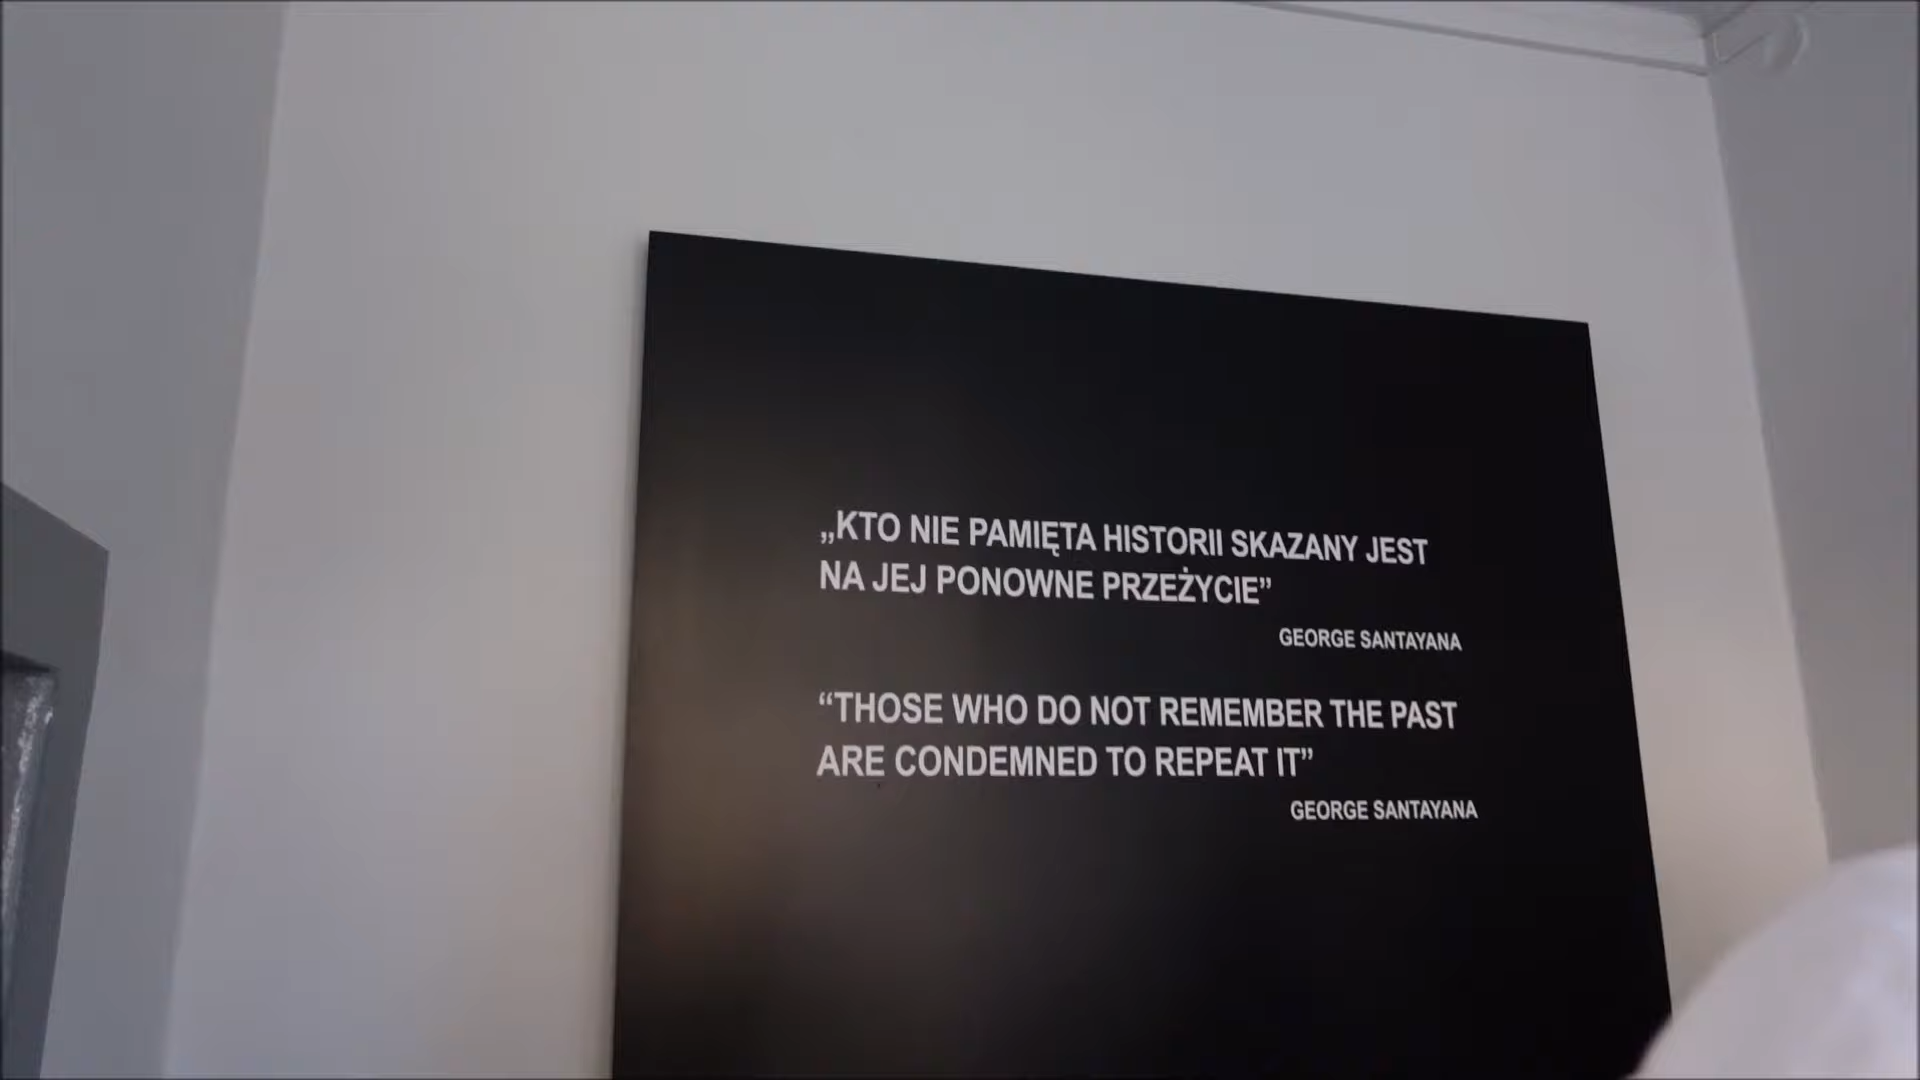 „KTO NIE PAMIĘTA HISTORII SKAZANY JEST
NA JEJ PONOWNE PRZEŻYCIE”
GEORGE SANTAYANA
“THOSE WHO DO NOT REMEMBER THE PAST
ARE CONDEMNED TO REPEAT IT”
GEORGE SANTAYANA